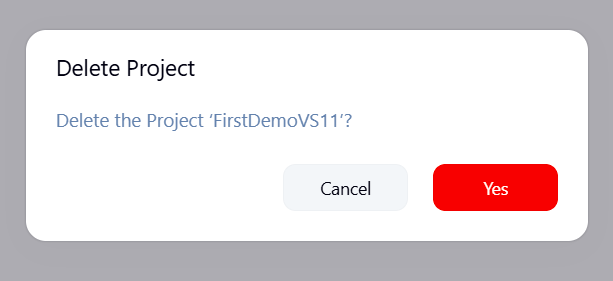 Delete Project
Delete the Project ‘FirstDemoVS11’?
Cancel Yes